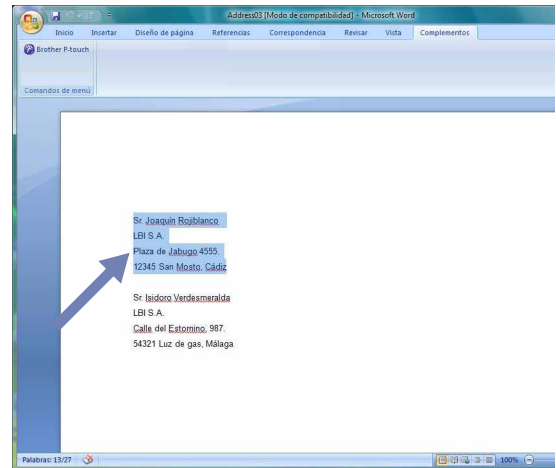 Address03 [Modo de compatibilidad] - Microsoft Word
Inicio Insertar Diseño de página Referencias Correspondencia Revisar Vista Complementos
Brother P-touch
Comandos de menú
Sr. Joaquín Rojiblanco
LBI S.A.
Plaza de Jabugo 4555.
12345 San Mosto, Cádiz
Sr. Isidoro Verdesmeralda
LBI S.A.
Calle del Estornino, 987.
54321 Luz de gas, Málaga
Palabras: 13/27 100%